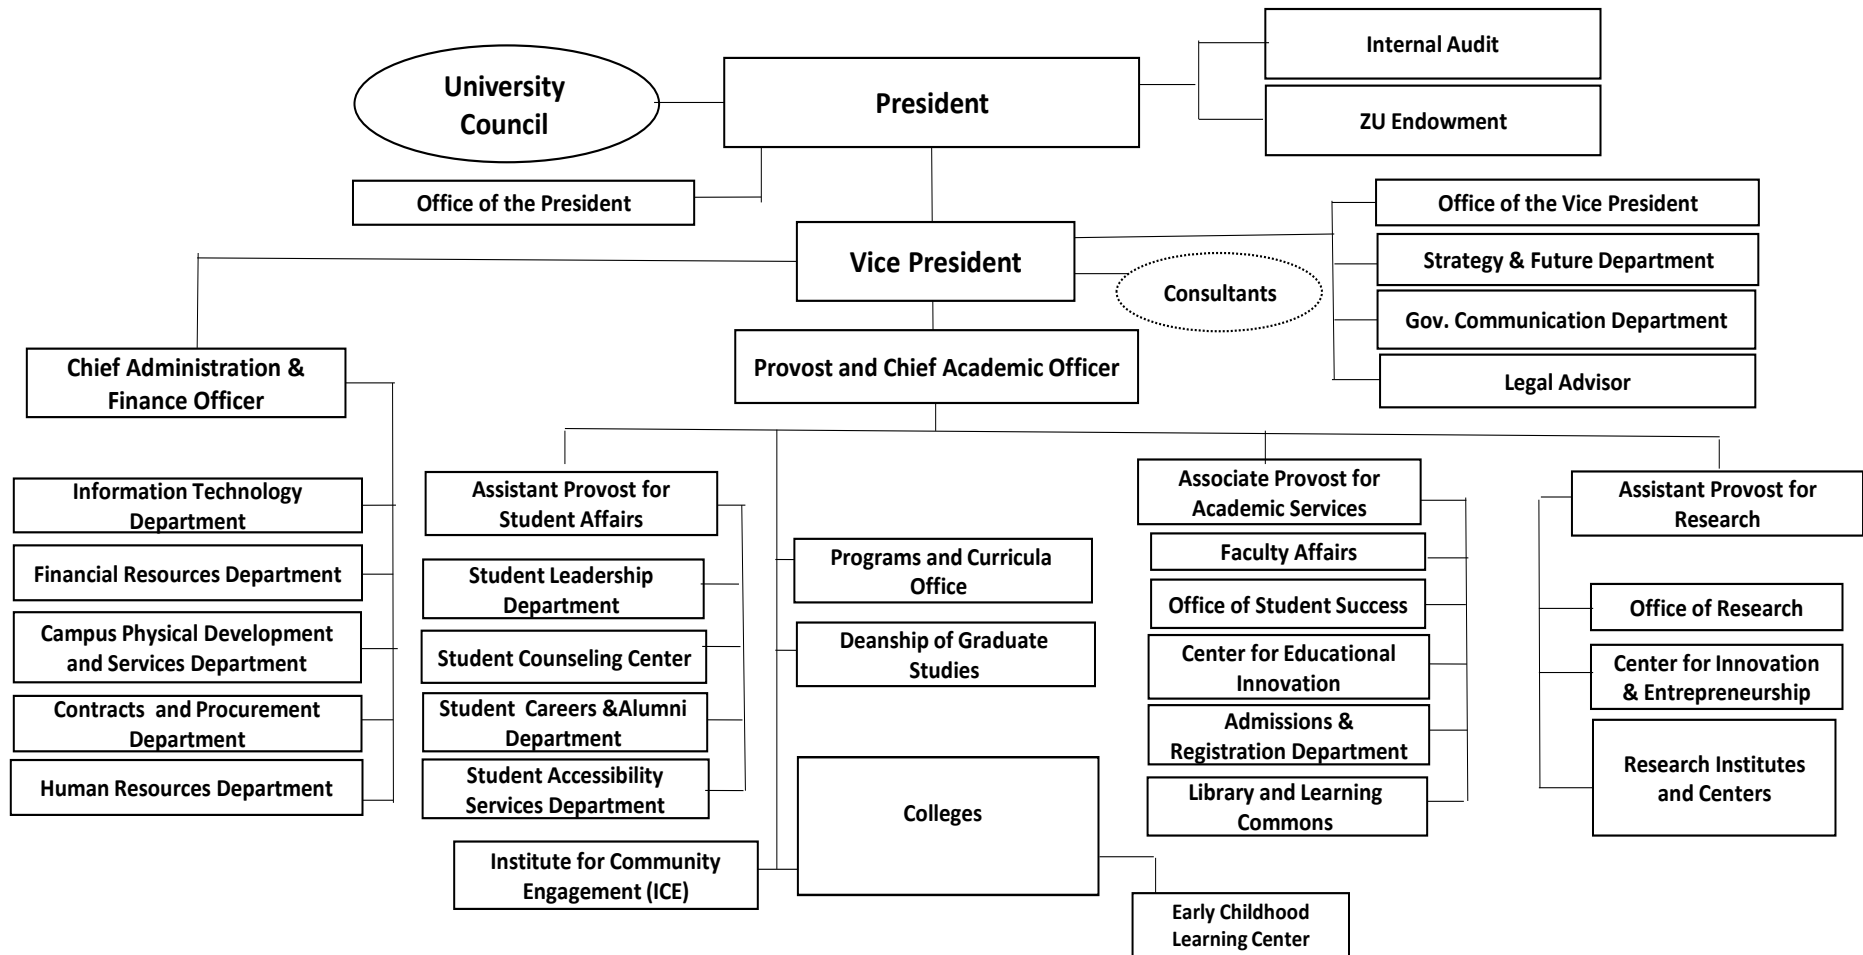 University
Council
President
Internal Audit
ZU Endowment
Office of the President
Vice President
Consultants
Office of the Vice President
Strategy & Future Department
Gov. Communication Department
Legal Advisor
Chief Administration &
Finance Officer
Provost and Chief Academic Officer
Information Technology
Department
Financial Resources Department
Campus Physical Development
and Services Department
Contracts and Procurement
Department
Human Resources Department
Assistant Provost for
Student Affairs
Student Leadership
Department
Student Counseling Center
Student Careers &Alumni
Department
Student Accessibility
Services Department
Institute for Community
Engagement (ICE)
Programs and Curricula
Office
Deanship of Graduate
Studies
Colleges
Early Childhood
Learning Center
Associate Provost for
Academic Services
Faculty Affairs
Office of Student Success
Center for Educational
Innovation
Admissions &
Registration Department
Library and Learning
Commons
Assistant Provost for
Research
Office of Research
Center for Innovation
& Entrepreneurship
Research Institutes
and Centers